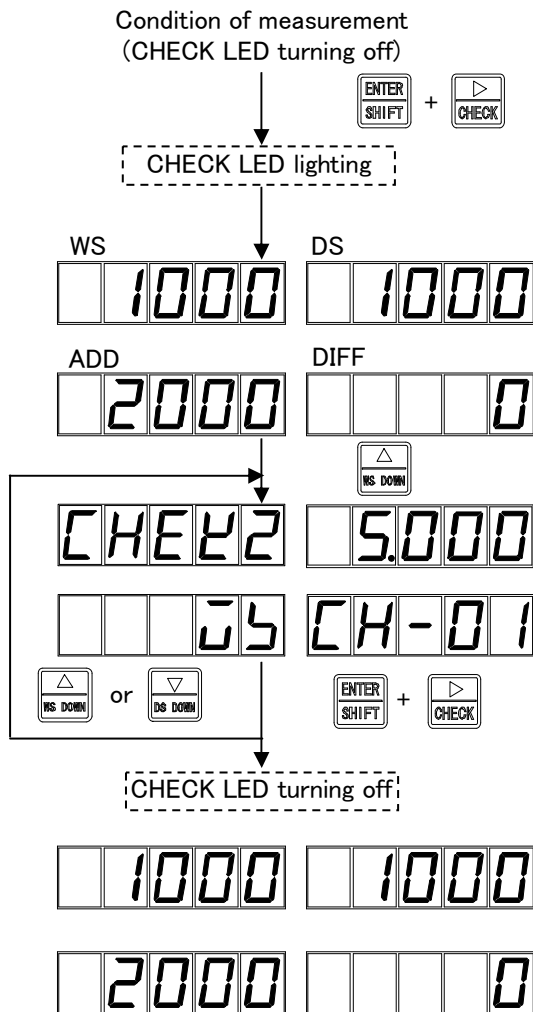 Condition of measurement
(CHECK LED turning off)
ENTER
SHIFT
+
▷
CHECK
CHECK LED lighting
WS
DS
1000
1000
ADD
DIFF
2000
0
△
WS DOWN
CHEK2
5.000
WS
CH-01
△
WS DOWN
or
▽
DS DOWN
ENTER
SHIFT
+
▷
CHECK
CHECK LED turning off
1000
1000
2000
0